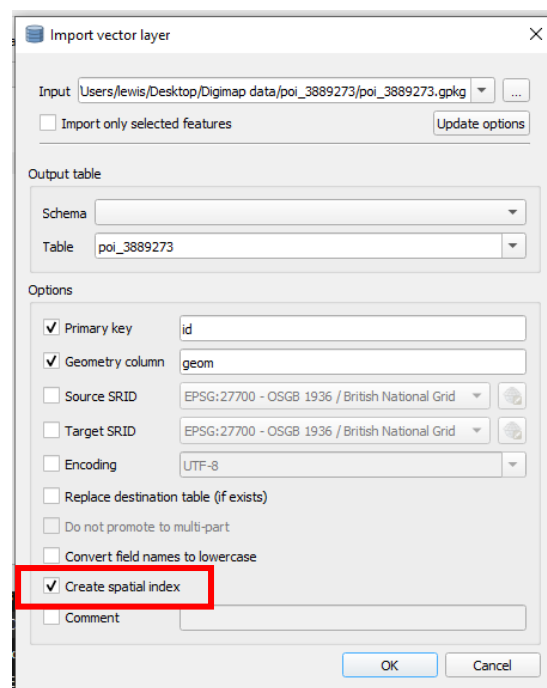 Import vector layer
Input Users/lewis/Desktop/Digimap data/poi_3889273/poi_3889273.gpkg ...
Import only selected features Update options
Output table
Schema
Table poi_3889273
Options
Primary key id
Geometry column geom
Source SRID EPSG:27700 - OSGB 1936 / British National Grid
Target SRID EPSG:27700 - OSGB 1936 / British National Grid
Encoding UTF-8
Replace destination table (if exists)
Do not promote to multi-part
Convert field names to lowercase
Create spatial index
Comment
OK Cancel